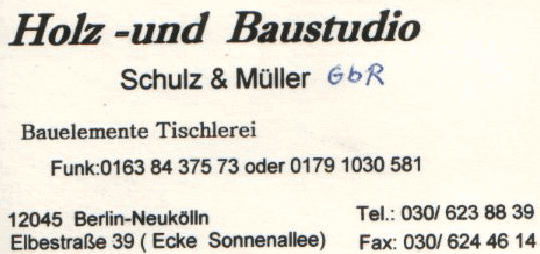 Holz -und Baustudio
Schulz & Müller GbR
Bauelemente Tischlerei
Funk:0163 84 375 73 oder 0179 1030 581
12045 Berlin-Neukölln
Tel.: 030/ 623 88 39
Elbestraße 39 ( Ecke Sonnenallee)
Fax: 030/ 624 46 14